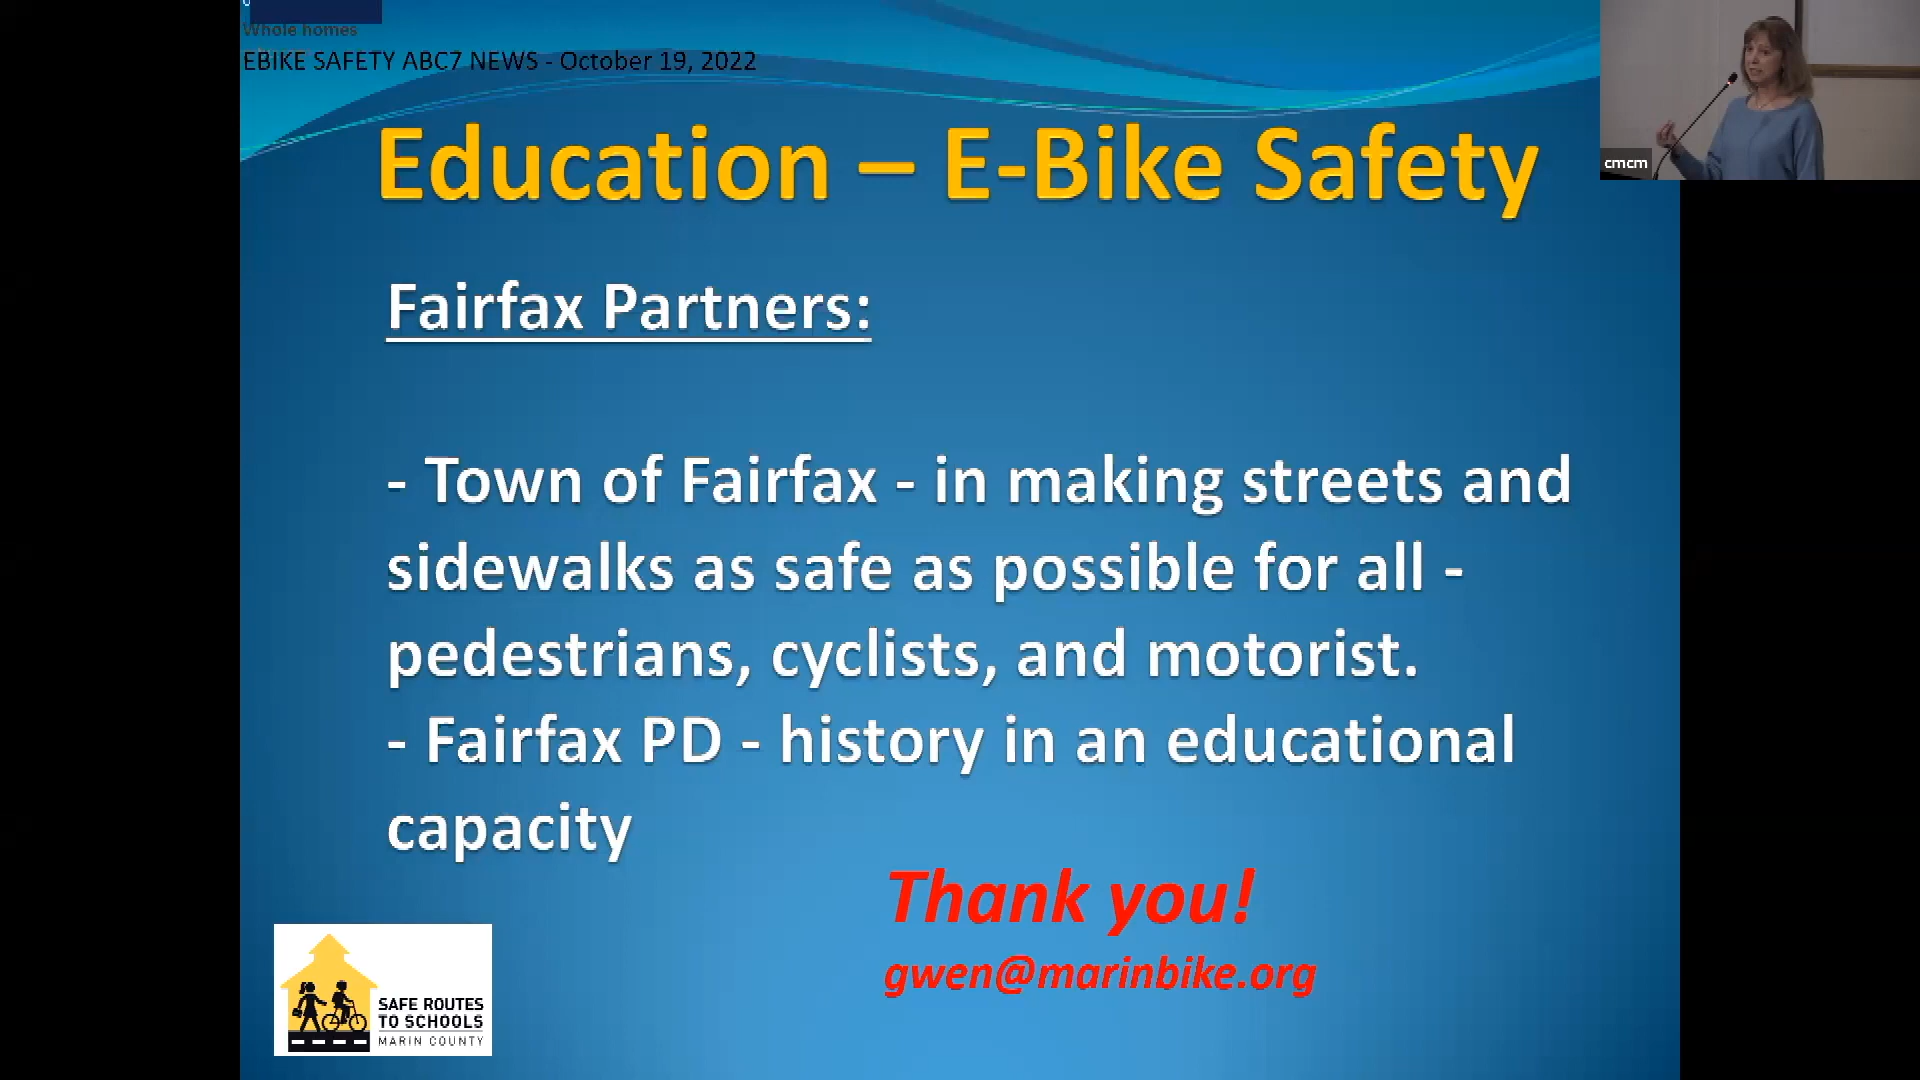 Whole homes
EBIKE SAFETY ABC7 NEWS - October 19, 2022
cmcm
Education – E-Bike Safety
Fairfax Partners:
- Town of Fairfax - in making streets and
sidewalks as safe as possible for all -
pedestrians, cyclists, and motorist.
- Fairfax PD - history in an educational
capacity
Thank you!
gwen@marinbike.org
SAFE ROUTES
TO SCHOOLS
MARIN COUNTY